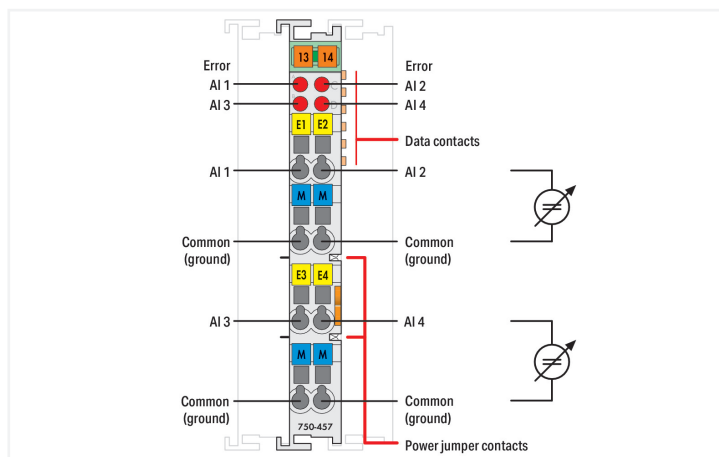 13 14
Error
Error
AI 1
AI 2
AI 3
AI 4
E1 E2
Data contacts
AI 1
AI 2
M M
Common
(ground)
Common
(ground)
E3 E4
AI 3
AI 4
M M
Common
(ground)
Common
(ground)
750-457
Power jumper contacts